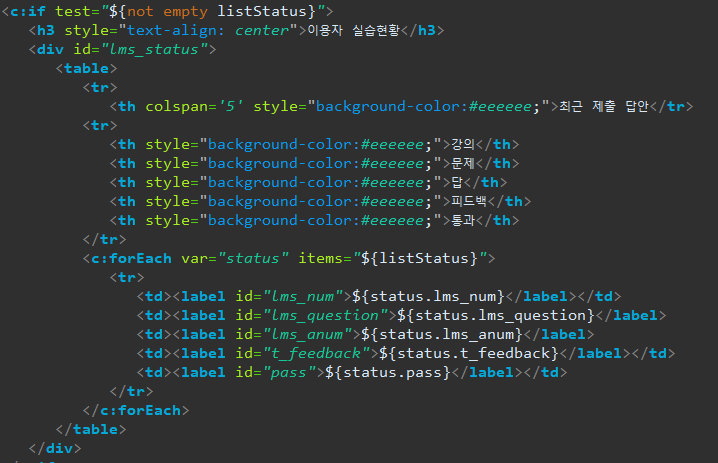 <c:if test="${not empty listStatus}">
<h3 style="text-align: center">이용자 실습현황</h3>
<div id="lms_status">
<table>
<tr>
<th colspan='5' style="background-color:#eeeeee;">최근 제출 답안</tr>
<tr>
<th style="background-color:#eeeeee;">강의</th>
<th style="background-color:#eeeeee;">문제</th>
<th style="background-color:#eeeeee;">답</th>
<th style="background-color:#eeeeee;">피드백</th>
<th style="background-color:#eeeeee;">통과</th>
</tr>
<c:forEach var="status" items="${listStatus}">
<tr>
<td><label id="lms_num">${status.lms_num}</label></td>
<td><label id="lms_question">${status.lms_question}</label>
<td><label id="lms_anum">${status.lms_anum}</label>
<td><label id="t_feedback">${status.t_feedback}</label></td>
<td><label id="pass">${status.pass}</label></td>
</tr>
</c:forEach>
</table>
</div>